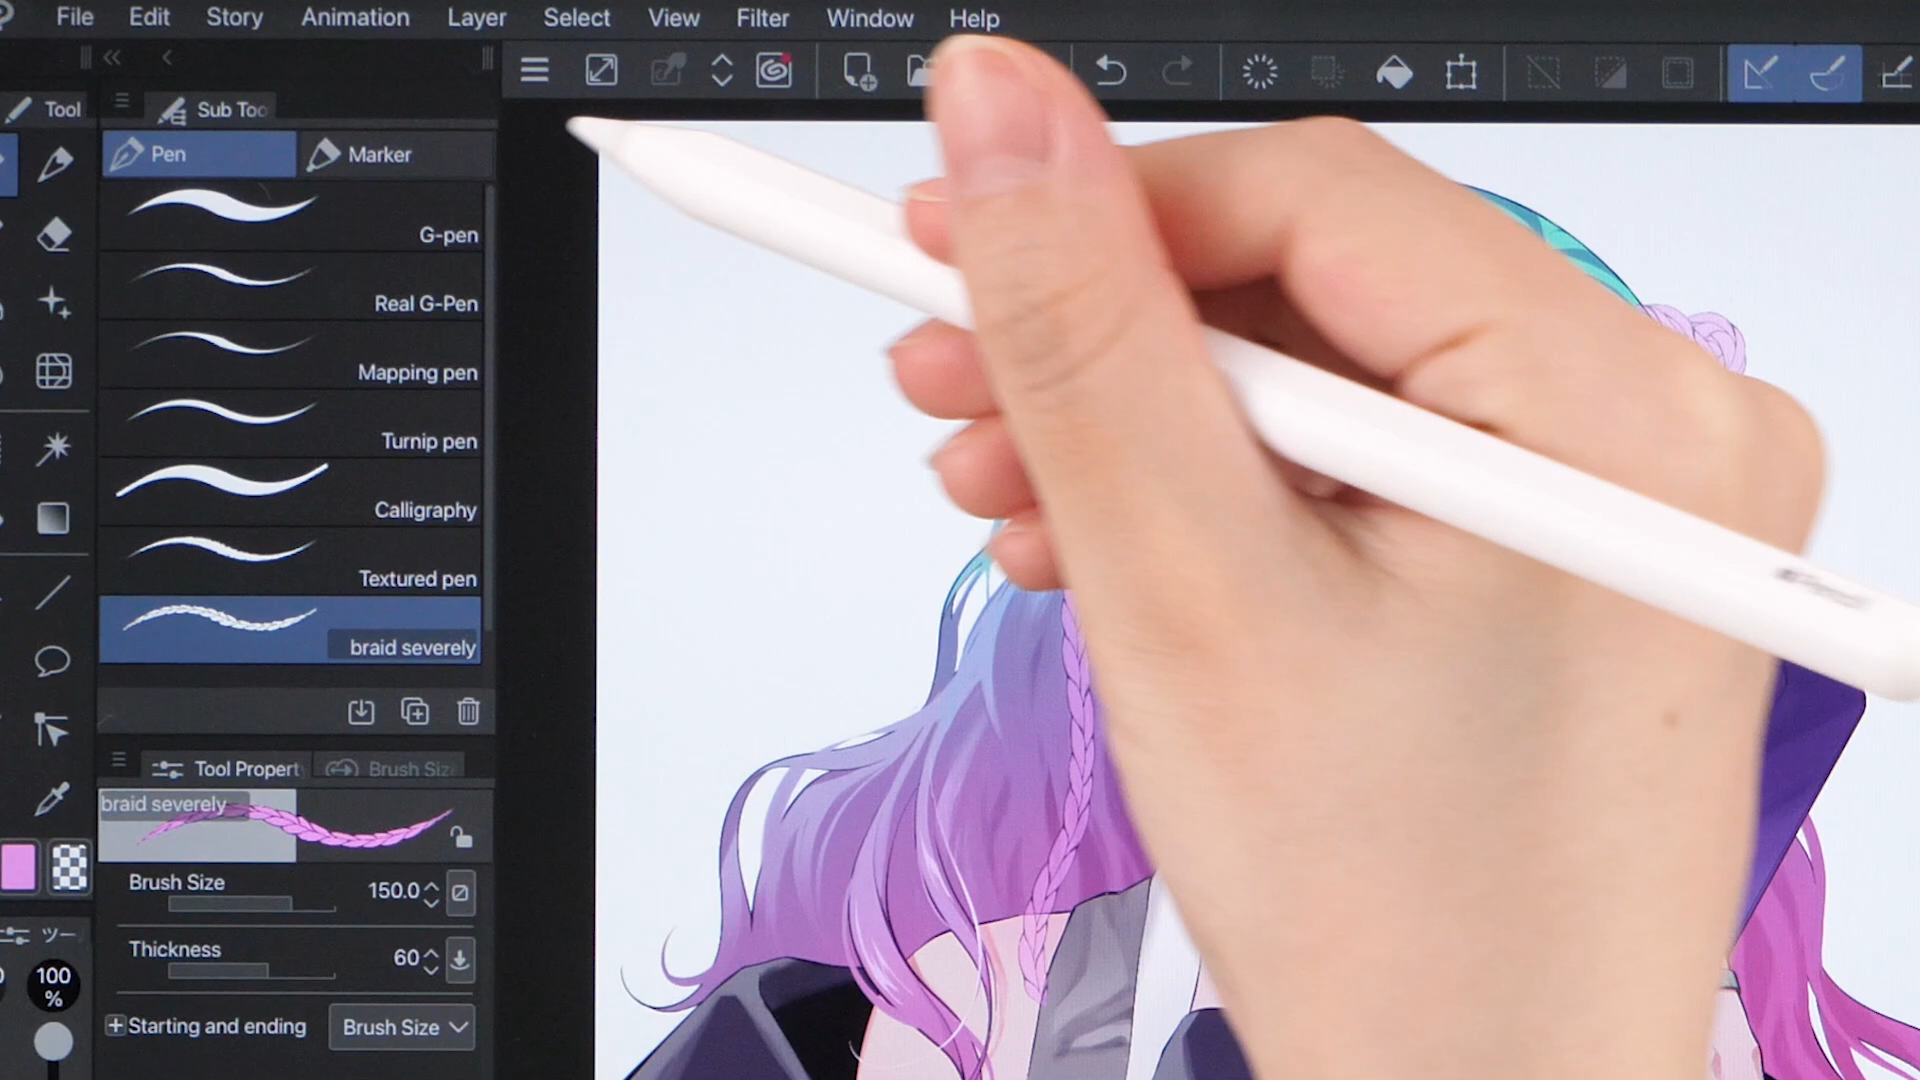 File Edit Story Animation Layer Select View Filter Window Help
Tool
Sub Too
Pen
Marker
G-pen
Real G-Pen
Mapping pen
Turnip pen
Calligraphy
Textured pen
braid severely
Tool Propert
Brush Siz
braid severely
Brush Size 150.0
Thickness 60
ツー
100
%
Starting and ending Brush Size